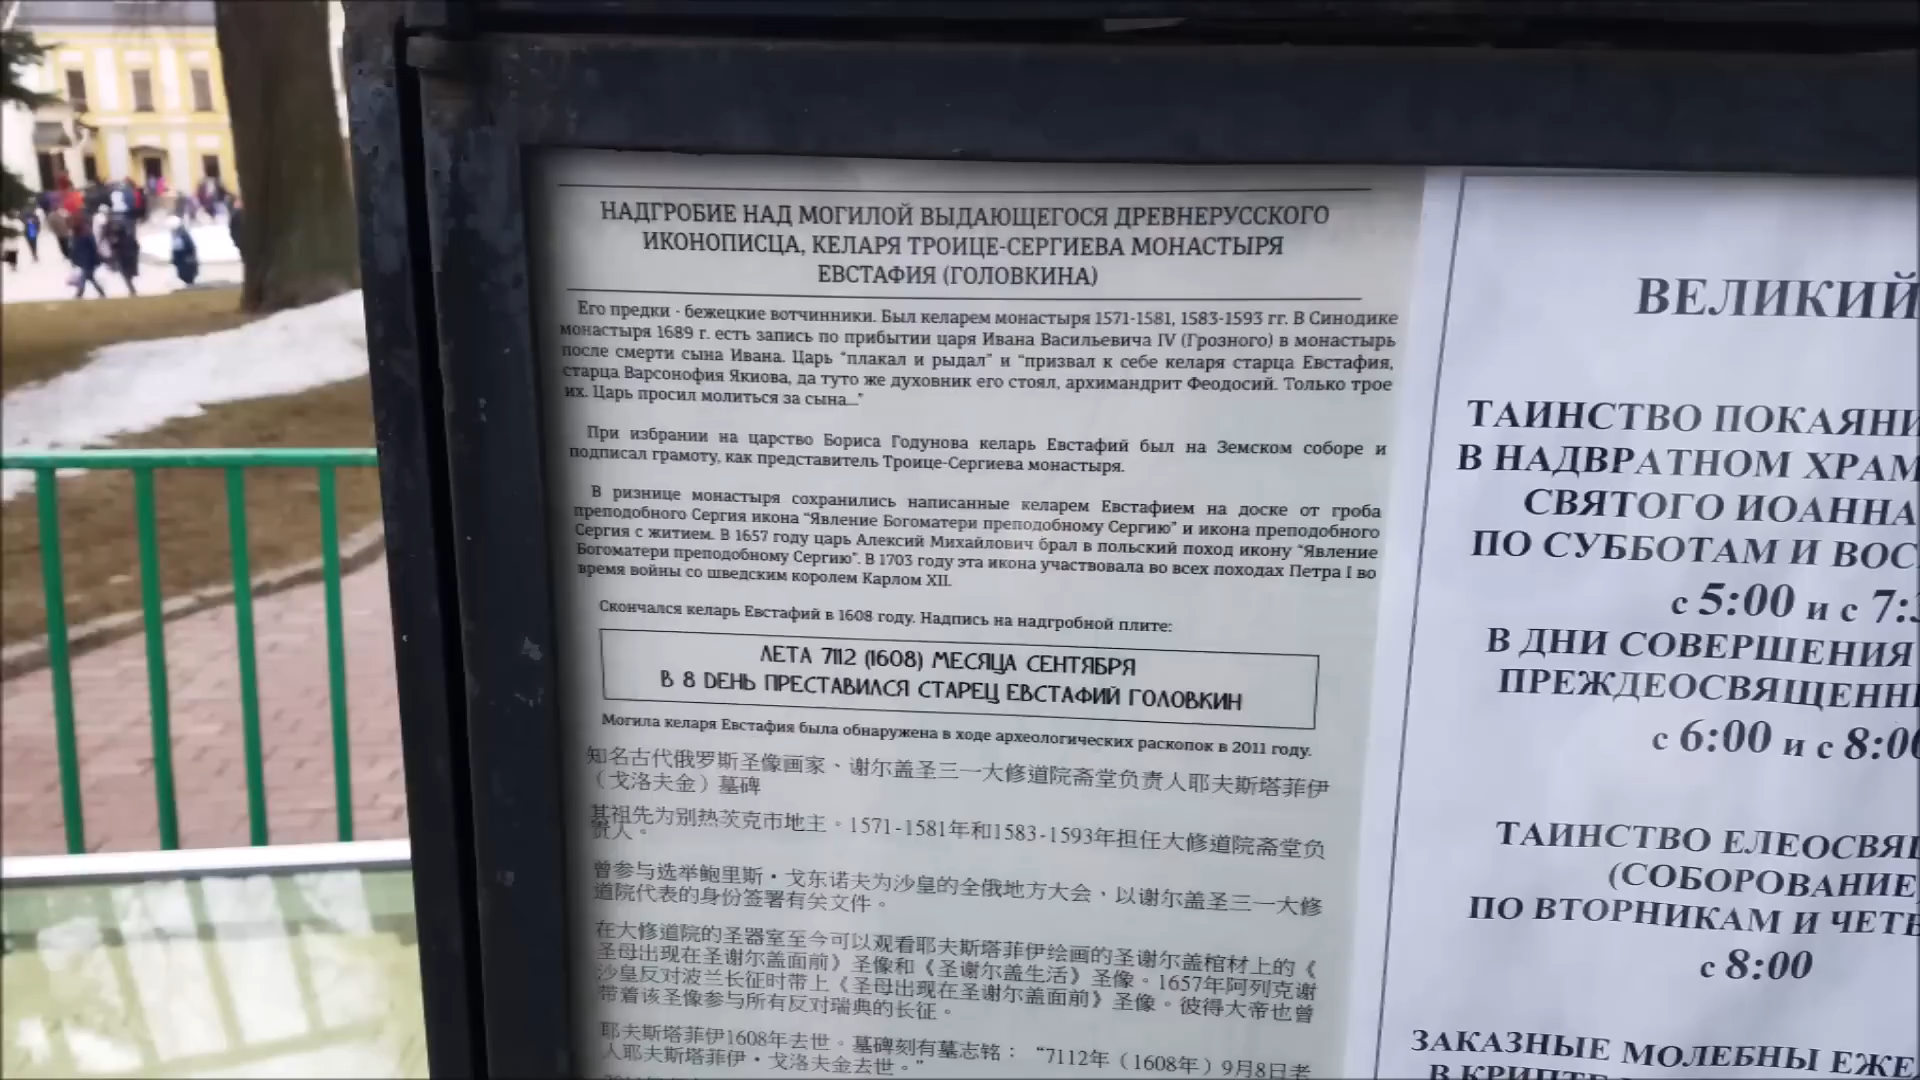 НАДГРОБИЕ НАД МОГИЛОЙ ВЫДАЮЩЕГОСЯ ДРЕВНЕРУССКОГО
ИКОНОПИСЦА, КЕЛАРЯ ТРОИЦЕ-СЕРГИЕВА МОНАСТЫРЯ
ЕВСТАФИЯ (ГОЛОВКИНА)
Его предки - бежецкие вотчинники. Был келарем монастыря 1571-1581, 1583-1593 гг. В Синодике
монастыря 1689 г. есть запись по прибытии царя Ивана Васильевича IV (Грозного) в монастырь
после смерти сына Ивана. Царь "плакал и рыдал" и "призвал к себе келаря старца Евстафия,
старца Варсонофия Якиова, да туто же духовник его стоял, архимандрит Феодосий. Только трое
их. Царь просил молиться за сына..."
При избрании на царство Бориса Годунова келарь Евстафий был на Земском соборе и
подписал грамоту, как представитель Троице-Сергиева монастыря.
В ризнице монастыря сохранились написанные келарем Евстафием на доске от гроба
преподобного Сергия икона "Явление Богоматери преподобному Сергию" и икона преподобного
Сергия с житием. В 1657 году царь Алексий Михайлович брал в польский поход икону "Явление
Богоматери преподобному Сергию". В 1703 году эта икона участвовала во всех походах Петра I во
время войны со шведским королем Карлом XII.
Скончался келарь Евстафий в 1608 году. Надпись на надгробной плите:
ЛЕТА 7112 (1608) МЕСЯЦА СЕНТЯБРЯ
В 8 DЕНЬ ПРЕСТАВИЛСЯ СТАРЕЦ ЕВСТАФИЙ ГОЛОВКИН
Могила келаря Евстафия была обнаружена в ходе археологических раскопок в 2011 году.
知名古代俄罗斯圣像画家、谢尔盖圣三一大修道院斋堂负责人耶夫斯塔菲伊
（戈洛夫金）墓碑
其祖先为别热茨克市地主。1571-1581年和1583-1593年担任大修道院斋堂负
责人。
曾参与选举鲍里斯·戈东诺夫为沙皇的全俄地方大会，以谢尔盖圣三一大修
道院代表的身份签署有关文件。
在大修道院的圣器室至今可以观看耶夫斯塔菲伊绘画的圣谢尔盖棺材上的《
圣母出现在圣谢尔盖面前》圣像和《圣谢尔盖生活》圣像。1657年阿列克谢
沙皇反对波兰长征时带上《圣母出现在圣谢尔盖面前》圣像。彼得大帝也曾
带着该圣像参与所有反对瑞典的长征。
耶夫斯塔菲伊1608年去世。墓碑刻有墓志铭：“7112年（1608年）9月8日老
人耶夫斯塔菲伊·戈洛夫金去世。”
ВЕЛИКИЙ
ТАИНСТВО ПОКАЯНИ
В НАДВРАТНОМ ХРАМ
СВЯТОГО ИОАННА
ПО СУББОТАМ И ВОС
с 5:00 и с 7:3
В ДНИ СОВЕРШЕНИЯ
ПРЕЖДЕОСВЯЩЕНН
с 6:00 и с 8:00
ТАИНСТВО ЕЛЕОСВЯЩ
(СОБОРОВАНИЕ
ПО ВТОРНИКАМ И ЧЕТВ
с 8:00
ЗАКАЗНЫЕ МОЛЕБНЫ ЕЖЕ
В КРИПТЕ